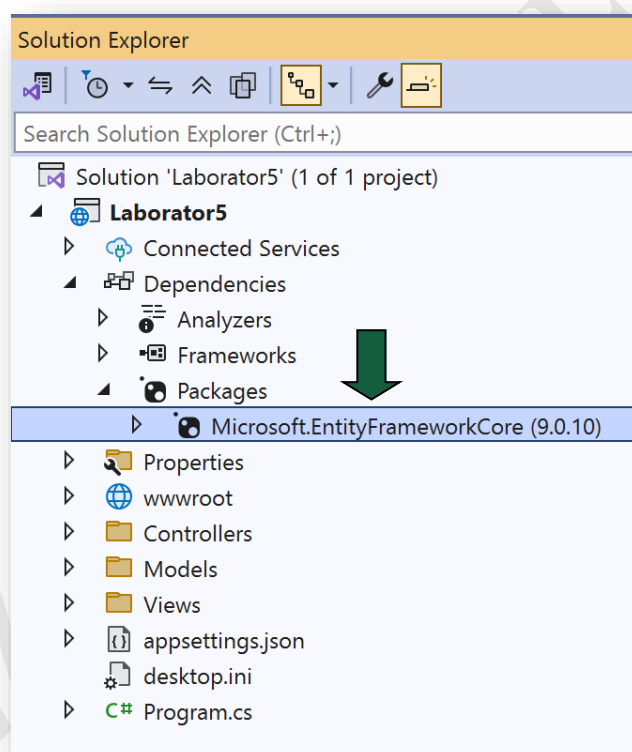 Solution Explorer
Search Solution Explorer (Ctrl+;)
Solution 'Laborator5' (1 of 1 project)
Laborator5
Connected Services
Dependencies
Analyzers
Frameworks
Packages
Microsoft.EntityFrameworkCore (9.0.10)
Properties
wwwroot
Controllers
Models
Views
appsettings.json
desktop.ini
C# Program.cs